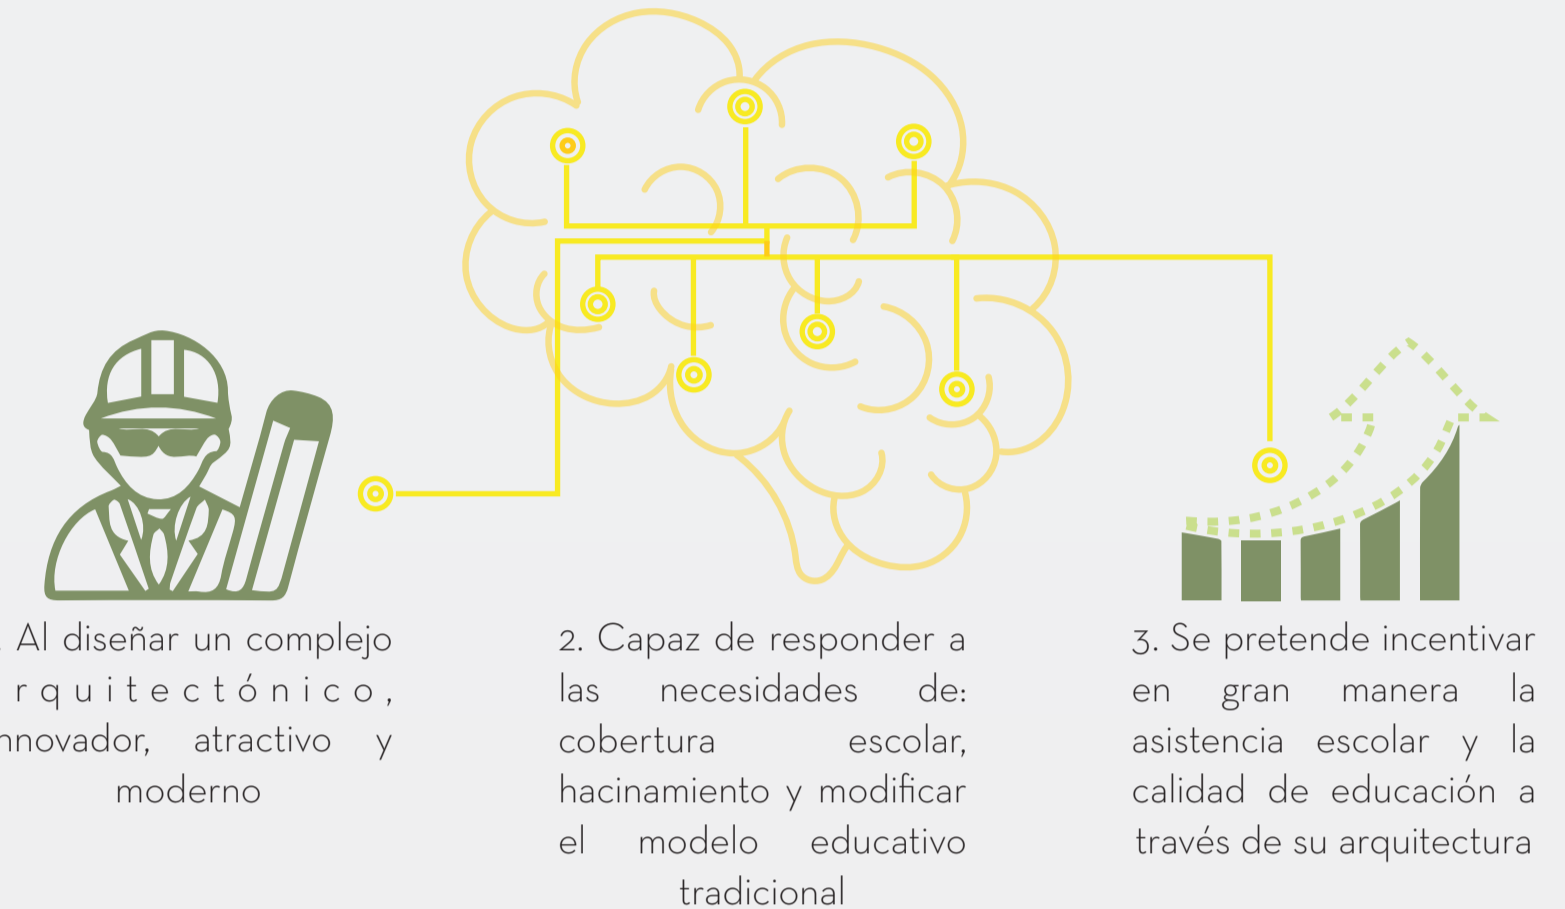 . Al diseñar un complejo
rquitectónico,
nnovador, atractivo y
moderno
2. Capaz de responder a
las necesidades de:
cobertura escolar,
hacinamiento y modificar
el modelo educativo
tradicional
3. Se pretende incentivar
en gran manera la
asistencia escolar y la
calidad de educación a
través de su arquitectura